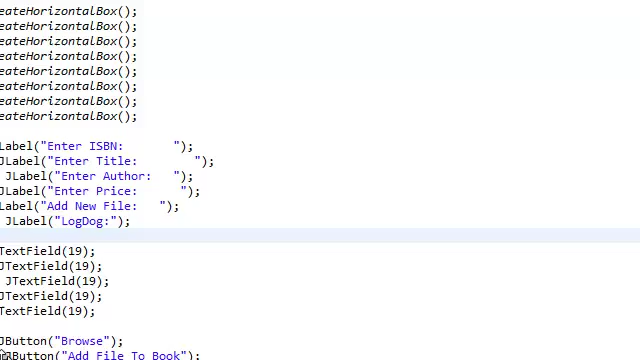 eateHorizontalBox();
eateHorizontalBox();
eateHorizontalBox();
eateHorizontalBox();
eateHorizontalBox();
eateHorizontalBox();
eateHorizontalBox();
eateHorizontalBox();
Label("Enter ISBN:       ");
JLabel("Enter Title:        ");
JLabel("Enter Author:   ");
JLabel("Enter Price:      ");
Label("Add New File:   ");
JLabel("LogDog:");
TextField(19);
JTextField(19);
JTextField(19);
JTextField(19);
TextField(19);
JButton("Browse");
JButton("Add File To Book");